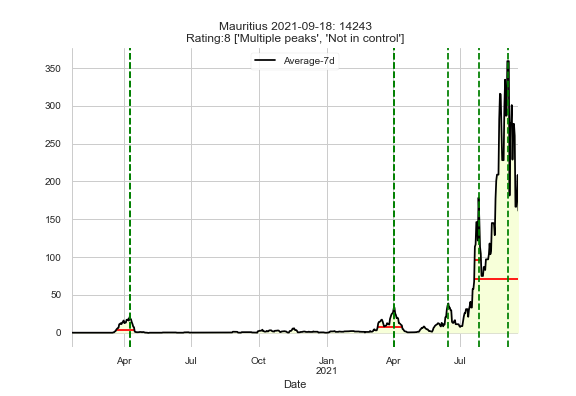 Mauritius 2021-09-18: 14243
Rating:8 ['Multiple peaks', 'Not in control']
Average-7d
350
300
250
200
150
100
50
0
Apr
Jul
Oct
Jan
2021
Apr
Jul
Date